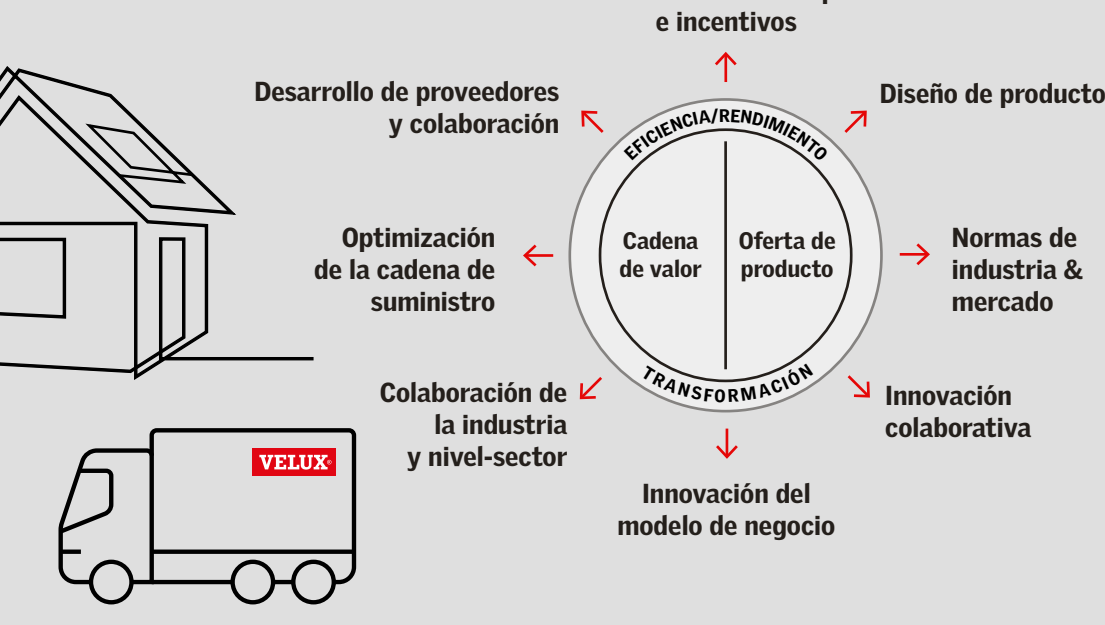 e incentivos
Desarrollo de proveedores
y colaboración
Diseño de producto
EFICIENCIA/RENDIMIENTO
Optimización
de la cadena de
suministro
Cadena
de valor
Oferta de
producto
Normas de
industria &
mercado
TRANSFORMACIÓN
Colaboración de
la industria
y nivel-sector
Innovación
colaborativa
VELUX®
Innovación del
modelo de negocio